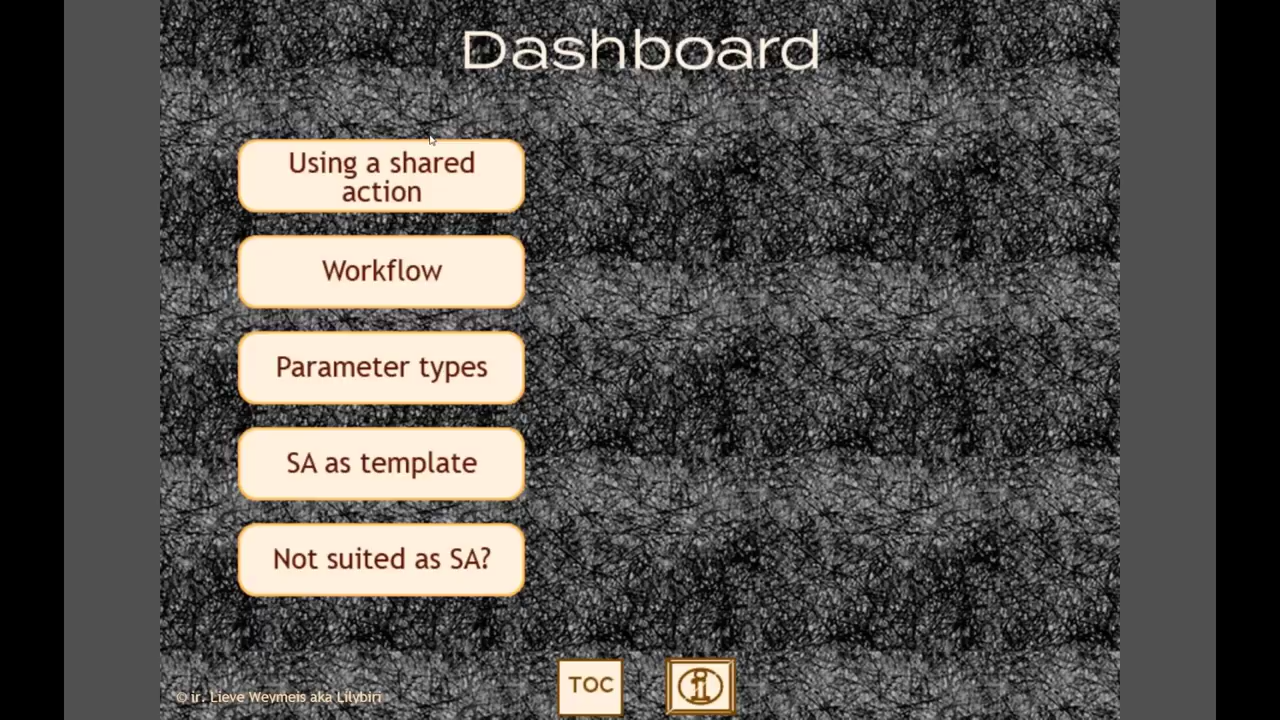 Dashboard
Using a shared
action
Workflow
Parameter types
SA as template
Not suited as SA?
TOC
i
© ir. Lieve Weymeis aka Lilybiri